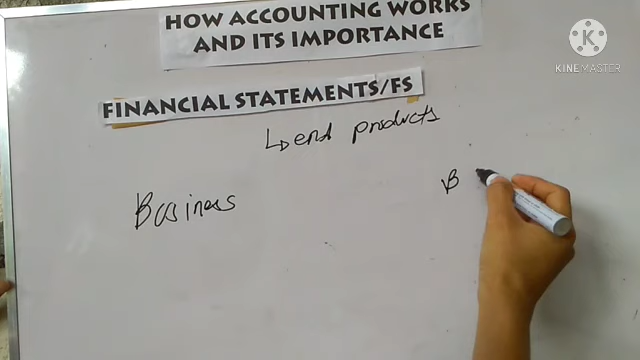 HOW ACCOUNTING WORKS
AND ITS IMPORTANCE
K
KINEMASTER
FINANCIAL STATEMENTS/FS
↳ end products
Business
B